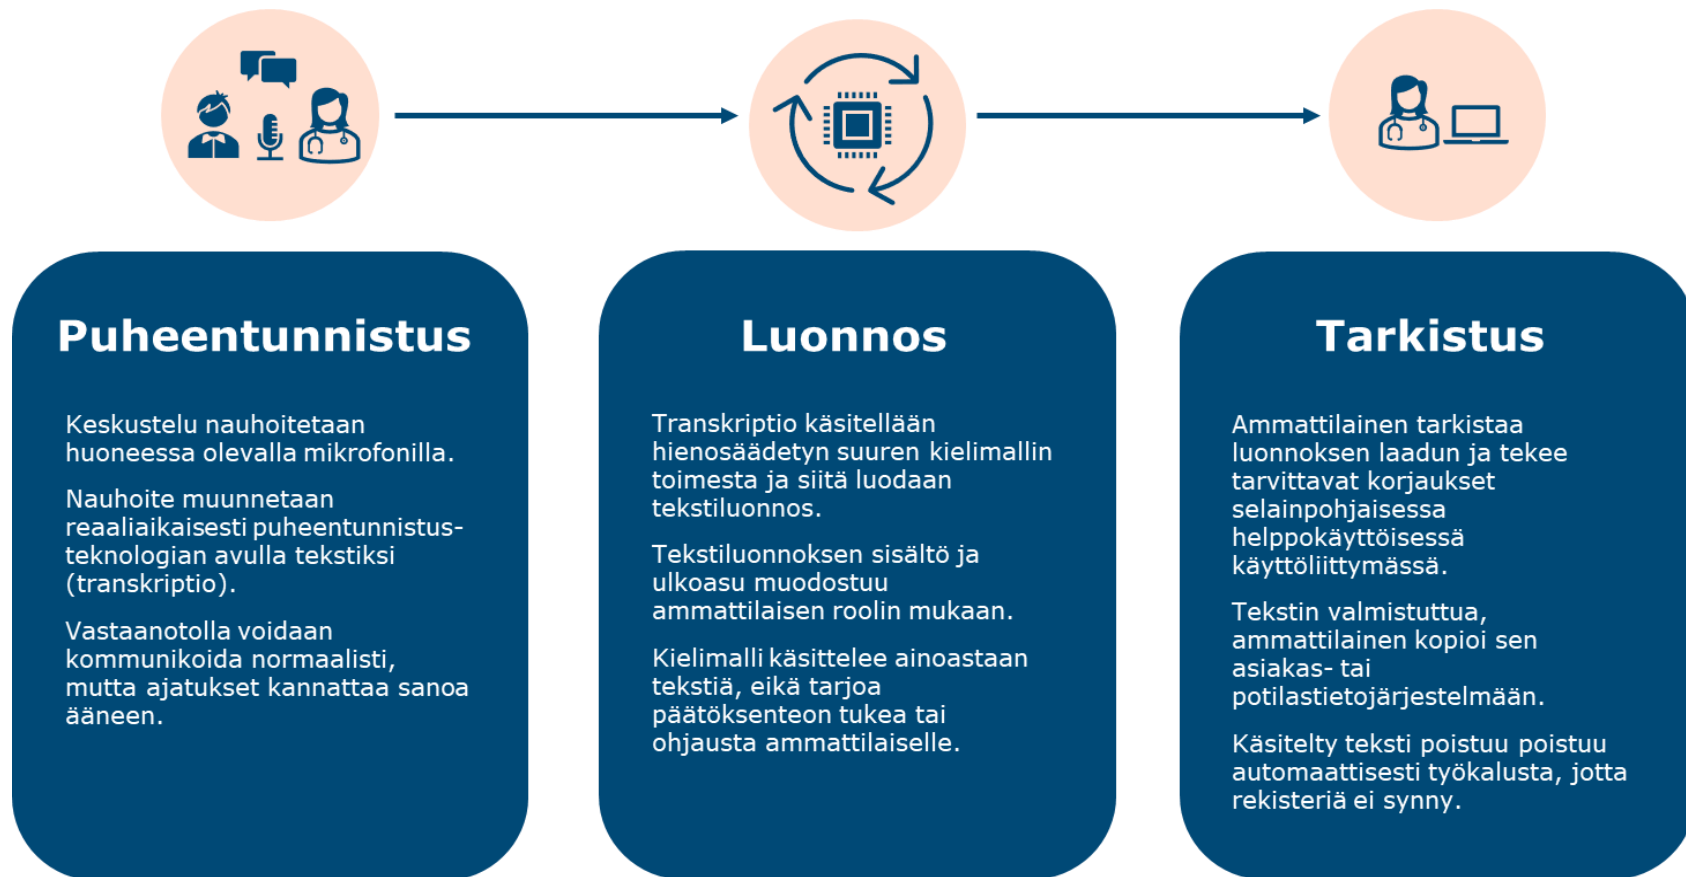 Puheentunnistus
Keskustelu nauhoitetaan
huoneessa olevalla mikrofonilla.
Nauhoite muunnetaan
reaaliaikaisesti puheentunnistus-
teknologian avulla tekstiksi
(transkriptio).
Vastaanotolla voidaan
kommunikoida normaalisti,
mutta ajatukset kannattaa sanoa
ääneen.
Luonnos
Transkriptio käsitellään
hienosäädetyn suuren kielimallin
toimesta ja siitä luodaan
tekstiluonnos.
Tekstiluonnoksen sisältö ja
ulkoasu muodostuu
ammattilaisen roolin mukaan.
Kielimalli käsittelee ainoastaan
tekstiä, eikä tarjoa
päätöksenteon tukea tai
ohjausta ammattilaiselle.
Tarkistus
Ammattilainen tarkistaa
luonnoksen laadun ja tekee
tarvittavat korjaukset
selainpohjaisessa
helppokäyttöisessä
käyttöliittymässä.
Tekstin valmistuttua,
ammattilainen kopioi sen
asiakas- tai
potilastietojärjestelmään.
Käsitelty teksti poistuu poistuu
automaattisesti työkalusta, jotta
rekisteriä ei synny.